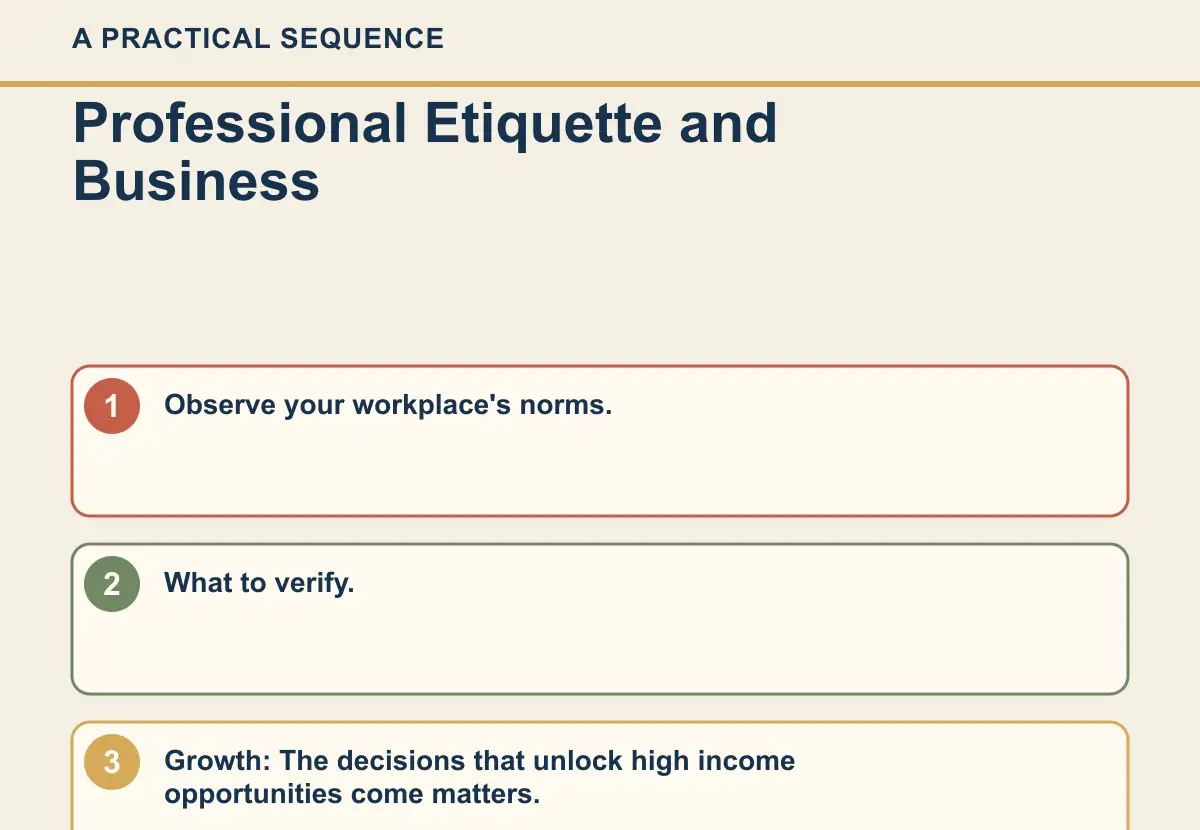 A PRACTICAL SEQUENCE
Professional Etiquette and
Business
1
Observe your workplace's norms.
2
What to verify.
3
Growth: The decisions that unlock high income
opportunities come matters.